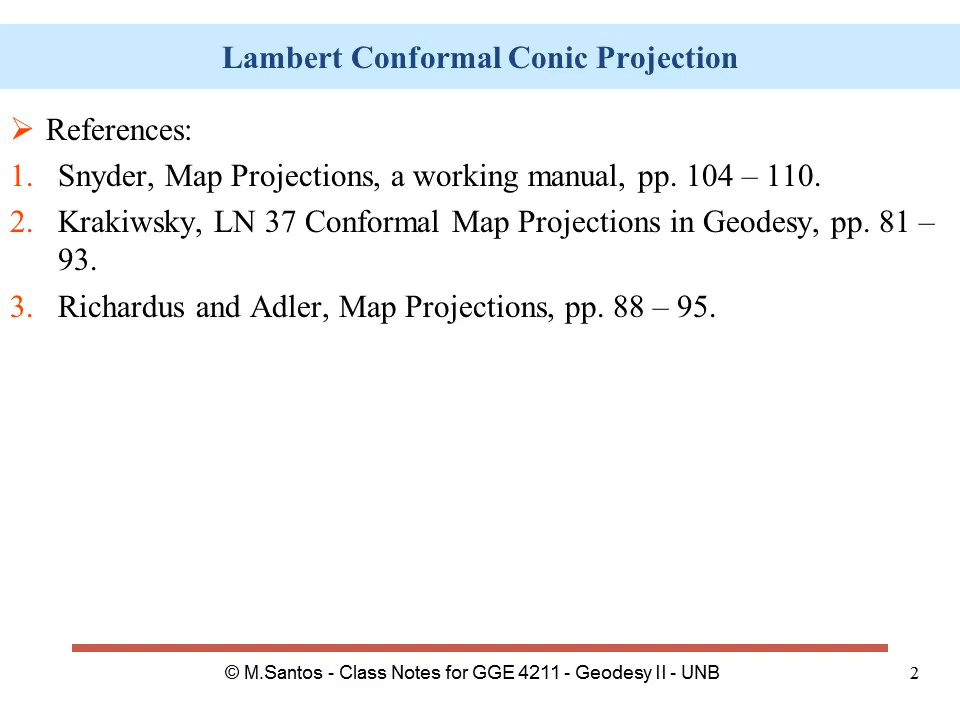 Lambert Conformal Conic Projection
➢ References:
1. Snyder, Map Projections, a working manual, pp. 104 – 110.
2. Krakiwsky, LN 37 Conformal Map Projections in Geodesy, pp. 81 –
93.
3. Richardus and Adler, Map Projections, pp. 88 – 95.
© M.Santos - Class Notes for GGE 4211 - Geodesy II - UNB
2